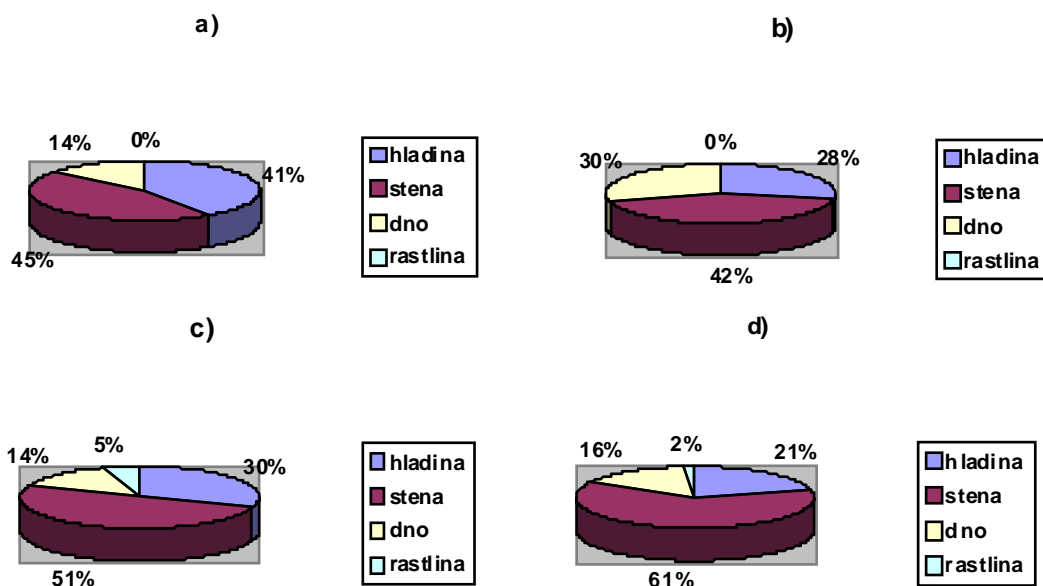 a)
14%
0%
41%
45%
hladina
stena
dno
rastlina
b)
30%
0%
28%
42%
hladina
stena
dno
rastlina
c)
14%
5%
30%
51%
hladina
stena
dno
rastlina
d)
16%
2%
21%
61%
hladina
stena
dno
rastlina